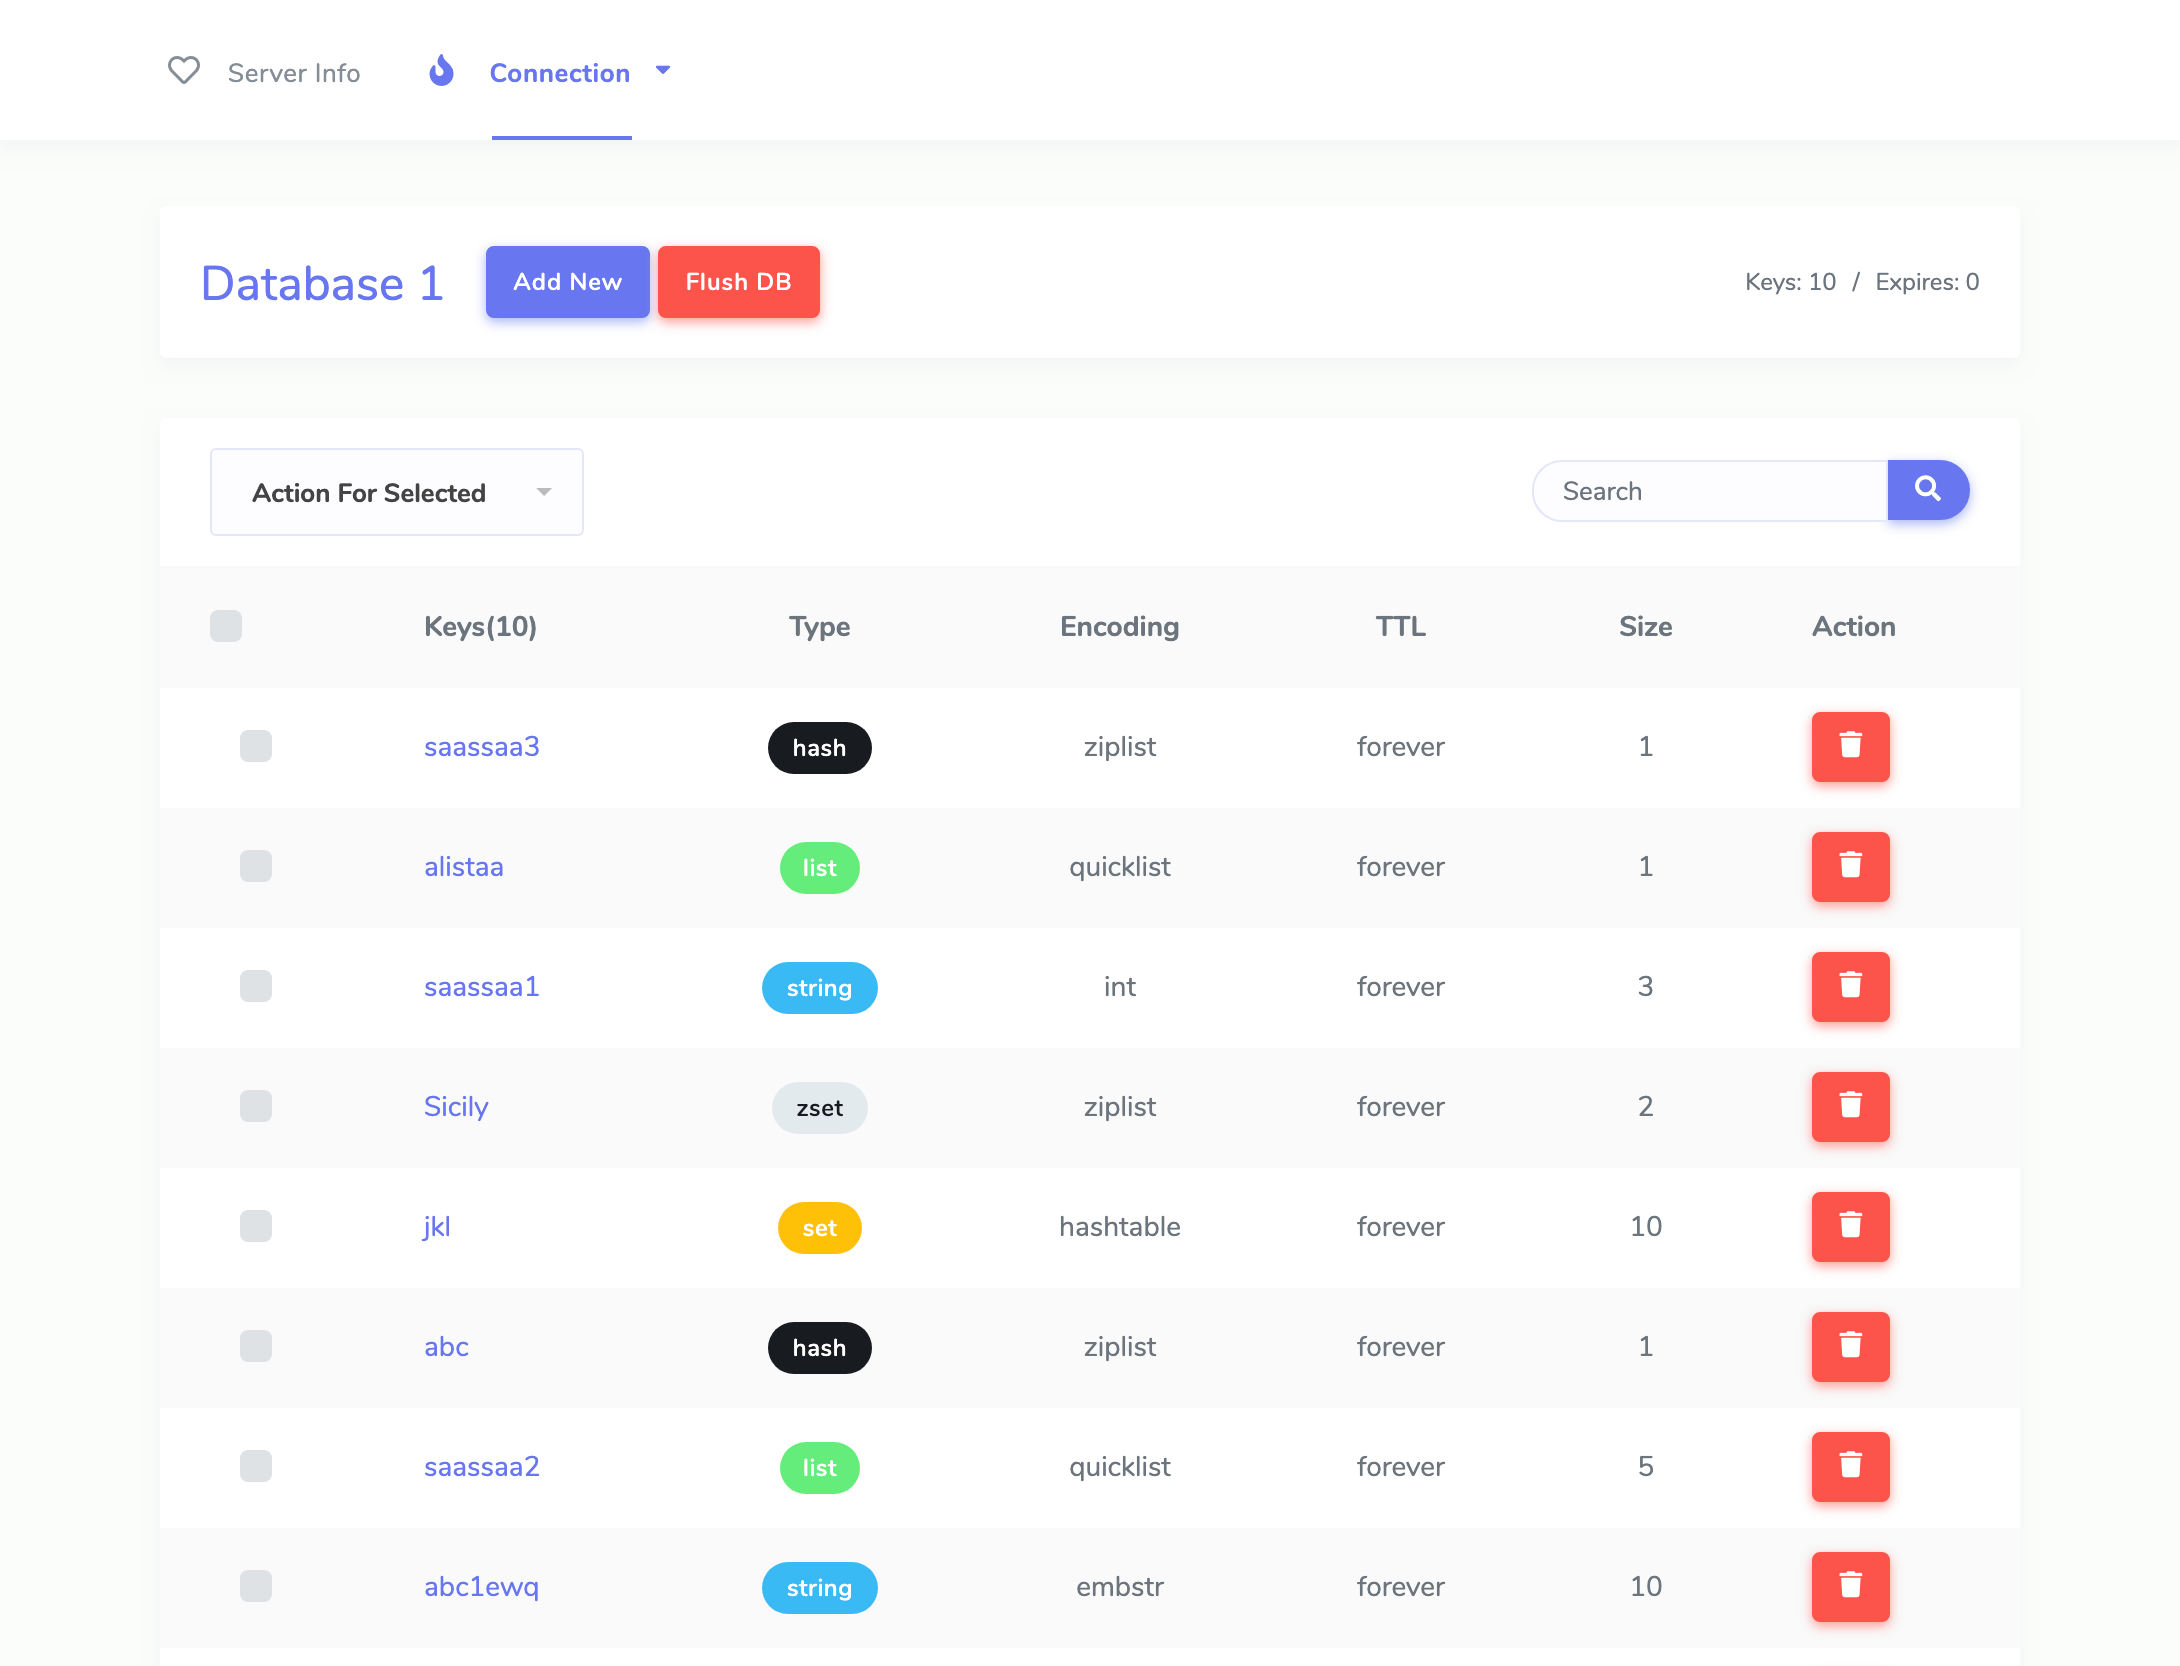 Server Info Connection
Database 1 Add New Flush DB Keys: 10 / Expires: 0
Action For Selected Search
Keys(10) Type Encoding TTL Size Action
saassaa3 hash ziplist forever 1
alistaa list quicklist forever 1
saassaa1 string int forever 3
Sicily zset ziplist forever 2
jkl set hashtable forever 10
abc hash ziplist forever 1
saassaa2 list quicklist forever 5
abc1ewq string embstr forever 10